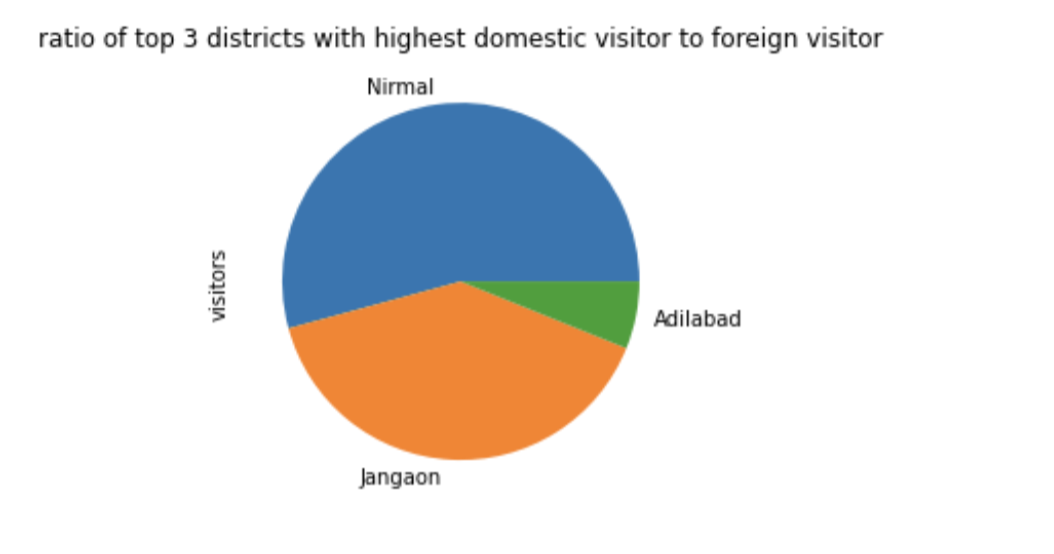 ratio of top 3 districts with highest domestic visitor to foreign visitor
Nirmal
visitors
Adilabad
Jangaon